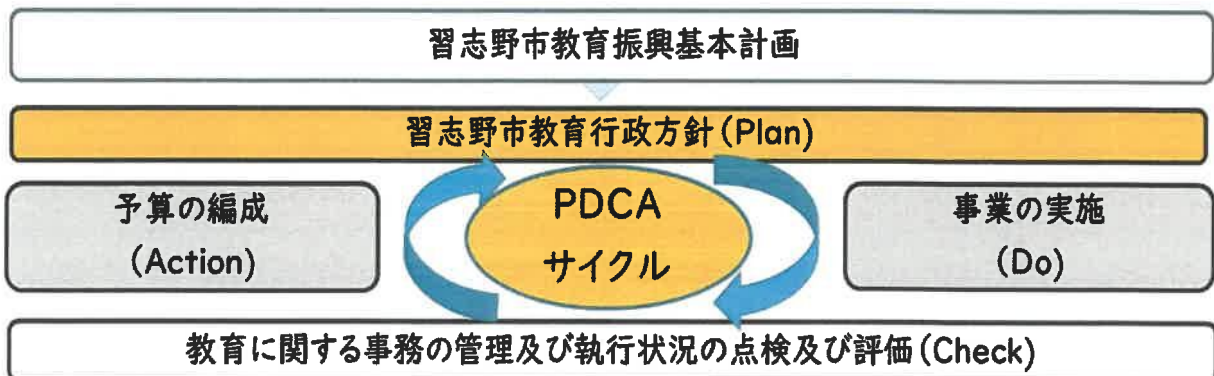 習志野市教育振興基本計画
習志野市教育行政方針(Plan)
予算の編成
(Action)
PDCA
サイクル
事業の実施
(Do)
教育に関する事務の管理及び執行状況の点検及び評価(Check)